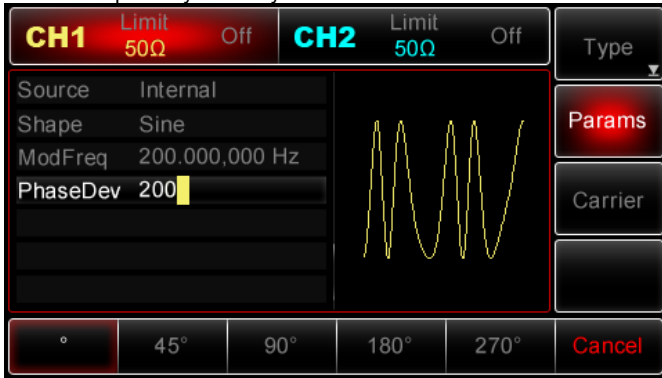 CH1 Limit 50Ω Off CH2 Limit 50Ω Off Type
Source Internal
Shape Sine
Params
ModFreq 200.000,000 Hz
PhaseDev 200
Carrier
° 45° 90° 180° 270° Cancel